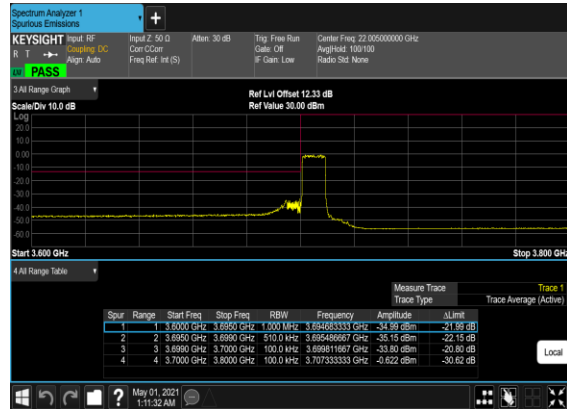 Spectrum Analyzer 1
Spurious Emissions
+
KEYSIGHT Input: RF Input Z: 50 Ω Atten: 30 dB Trig: Free Run Center Freq: 22.005000000 GHz
R T Coupling: DC Corr CCorr Gate: Off Avg|Hold: 100/100
Align: Auto Freq Ref: Int (S) IF Gain: Low Radio Std: None
PASS
3 All Range Graph Ref Lvl Offset 12.33 dB
Scale/Div 10.0 dB Ref Value 30.00 dBm
Log
20.0
10.0
0.00
-10.0
-20.0
-30.0
-40.0
-50.0
-60.0
Start 3.600 GHz Stop 3.800 GHz
4 All Range Table
Measure Trace Trace 1
Trace Type Trace Average (Active)
Spur Range Start Freq Stop Freq RBW Frequency Amplitude ΔLimit
1 1 3.6000 GHz 3.6950 GHz 1.000 MHz 3.694683333 GHz -34.99 dBm -21.99 dB
2 2 3.6950 GHz 3.6990 GHz 510.0 kHz 3.695486667 GHz -35.15 dBm -22.15 dB
3 3 3.6990 GHz 3.7000 GHz 100.0 kHz 3.699811667 GHz -33.80 dBm -20.80 dB
4 4 3.7000 GHz 3.8000 GHz 100.0 kHz 3.707333333 GHz -0.622 dBm -30.62 dB
Local
? May 01, 2021
1:11:32 AM